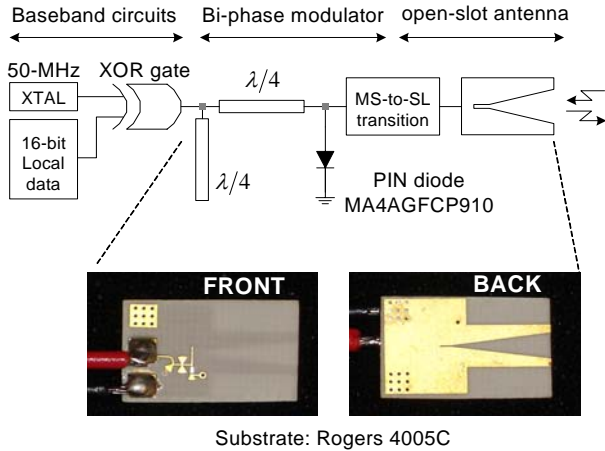 Baseband circuits
Bi-phase modulator
open-slot antenna
50-MHz
XOR gate
XTAL
16-bit
Local
data
λ/4
λ/4
MS-to-SL
transition
PIN diode
MA4AGFCP910
FRONT
BACK
Substrate: Rogers 4005C